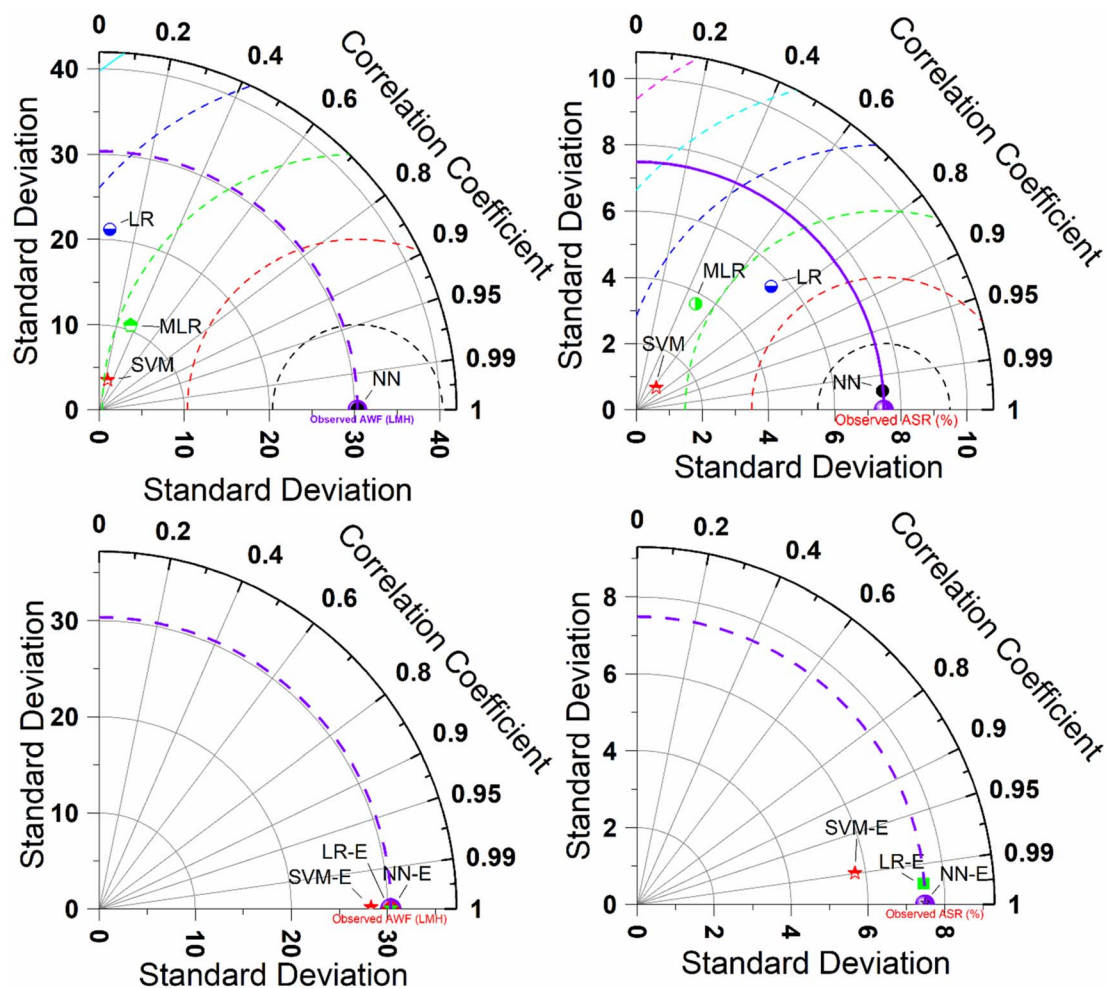 0
0.2
0.4
0.6
0.8
0.9
0.95
0.99
1
Correlation Coefficient
Standard Deviation
40
30
20
10
0
LR
MLR
SVM
NN
Observed AWF (LMH)
0
10
20
30
40
Standard Deviation
0
0.2
0.4
0.6
0.8
0.9
0.95
0.99
1
Correlation Coefficient
Standard Deviation
10
8
6
4
2
0
MLR
LR
SVM
NN
Observed ASR (%)
0
2
4
6
8
10
Standard Deviation
0
0.2
0.4
0.6
0.8
0.9
0.95
0.99
1
Correlation Coefficient
Standard Deviation
30
20
10
0
LR-E
SVM-E
NN-E
Observed AWF (LMH)
0
10
20
30
Standard Deviation
0
0.2
0.4
0.6
0.8
0.9
0.95
0.99
1
Correlation Coefficient
Standard Deviation
8
6
4
2
0
SVM-E
LR-E
NN-E
Observed ASR (%)
0
2
4
6
8
Standard Deviation